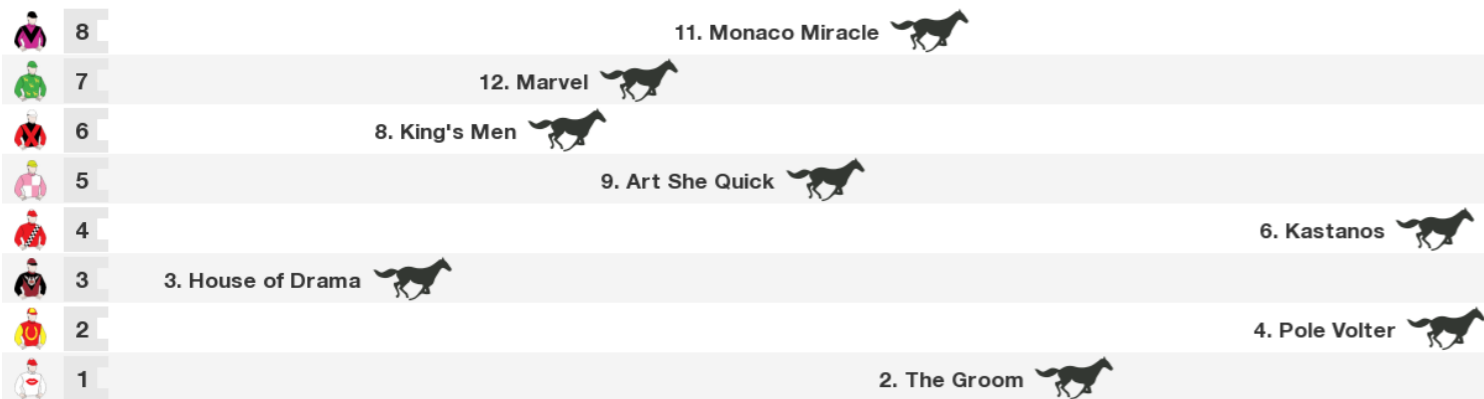 8 11. Monaco Miracle
7 12. Marvel
6 8. King's Men
5 9. Art She Quick
4 6. Kastanos
3 3. House of Drama
2 4. Pole Volter
1 2. The Groom